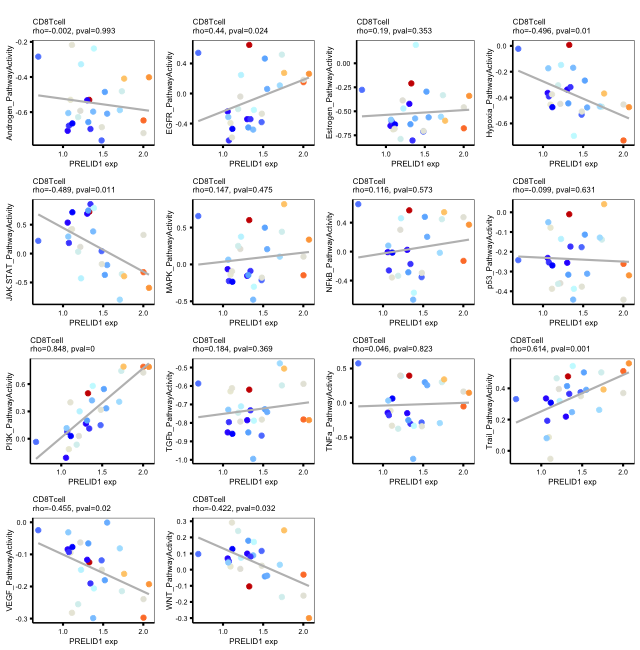 CD8Tcell
rho=-0.002, pval=0.993
Androgen_PathwayActivity
-0.2
-0.4
-0.6
1.0
1.5
2.0
PRELID1 exp
CD8Tcell
rho=0.44, pval=0.024
EGFR_PathwayActivity
0.4
0.0
-0.4
1.0
1.5
2.0
PRELID1 exp
CD8Tcell
rho=0.19, pval=0.353
Estrogen_PathwayActivity
0.00
-0.25
-0.50
-0.75
1.0
1.5
2.0
PRELID1 exp
CD8Tcell
rho=-0.496, pval=0.01
Hypoxia_PathwayActivity
0.0
-0.2
-0.4
-0.6
1.0
1.5
2.0
PRELID1 exp
CD8Tcell
rho=-0.489, pval=0.011
JAK-STAT_PathwayActivity
0.5
0.0
-0.5
1.0
1.5
2.0
PRELID1 exp
CD8Tcell
rho=0.147, pval=0.475
MAPK_PathwayActivity
0.5
0.0
-0.5
1.0
1.5
2.0
PRELID1 exp
CD8Tcell
rho=0.116, pval=0.573
NFkB_PathwayActivity
0.4
0.0
-0.4
1.0
1.5
2.0
PRELID1 exp
CD8Tcell
rho=-0.099, pval=0.631
p53_PathwayActivity
0.0
-0.1
-0.2
-0.3
-0.4
1.0
1.5
2.0
PRELID1 exp
CD8Tcell
rho=0.848, pval=0
PI3K_PathwayActivity
0.6
0.3
0.0
1.0
1.5
2.0
PRELID1 exp
CD8Tcell
rho=0.184, pval=0.369
TGFb_PathwayActivity
-0.5
-0.6
-0.7
-0.8
-0.9
-1.0
1.0
1.5
2.0
PRELID1 exp
CD8Tcell
rho=0.046, pval=0.823
TNFa_PathwayActivity
0.5
0.0
-0.5
1.0
1.5
2.0
PRELID1 exp
CD8Tcell
rho=0.614, pval=0.001
Trail_PathwayActivity
0.4
0.2
0.0
1.0
1.5
2.0
PRELID1 exp
CD8Tcell
rho=-0.455, pval=0.02
VEGF_PathwayActivity
0.0
-0.1
-0.2
-0.3
1.0
1.5
2.0
PRELID1 exp
CD8Tcell
rho=-0.422, pval=0.032
WNT_PathwayActivity
0.3
0.2
0.1
0.0
-0.1
-0.2
-0.3
1.0
1.5
2.0
PRELID1 exp